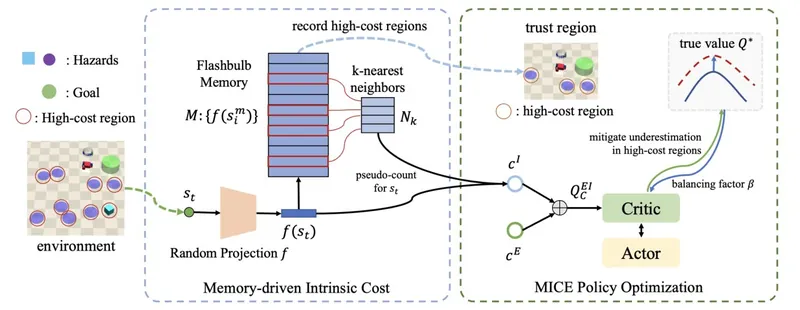 : Hazards
: Goal
: High-cost region
environment
Flashbulb
Memory
M:{f(s_i^m)}
record high-cost regions
k-nearest
neighbors
N_k
pseudo-count
for s_t
s_t
f(s_t)
Random Projection f
Memory-driven Intrinsic Cost
trust region
: high-cost region
true value Q*
mitigate underestimation
in high-cost regions
balancing factor β
c^I
Q_C^{EI}
c^E
Critic
Actor
MICE Policy Optimization